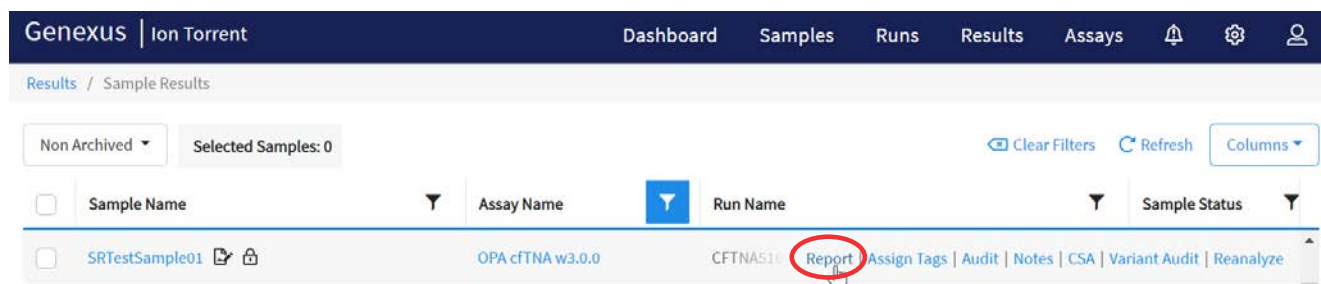 Genexus | Ion Torrent Dashboard Samples Runs Results Assays
Results / Sample Results
Non Archived Selected Samples: 0 Clear Filters Refresh Columns
Sample Name Assay Name Run Name Sample Status
SRTestSample01 OPA cfTNA w3.0.0 CFTNA51 Report | Assign Tags | Audit | Notes | CSA | Variant Audit | Reanalyze